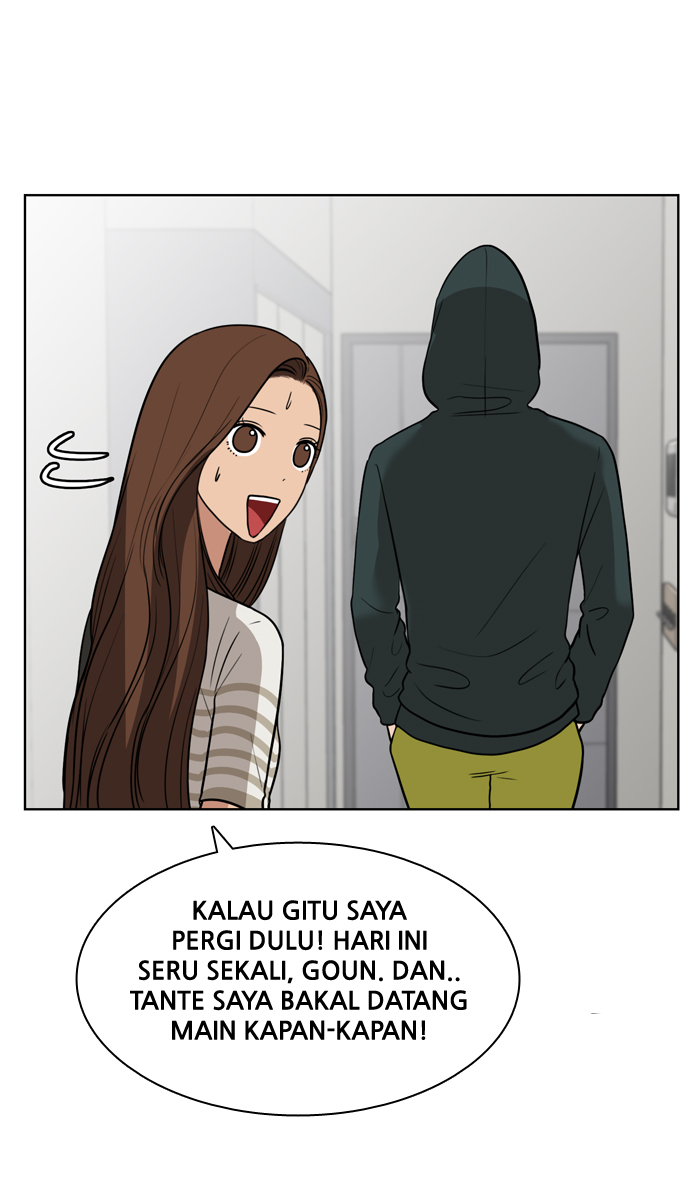 KALAU GITU SAYA
PERGI DULU! HARI INI
SERU SEKALI, GOUN. DAN..
TANTE SAYA BAKAL DATANG
MAIN KAPAN-KAPAN!